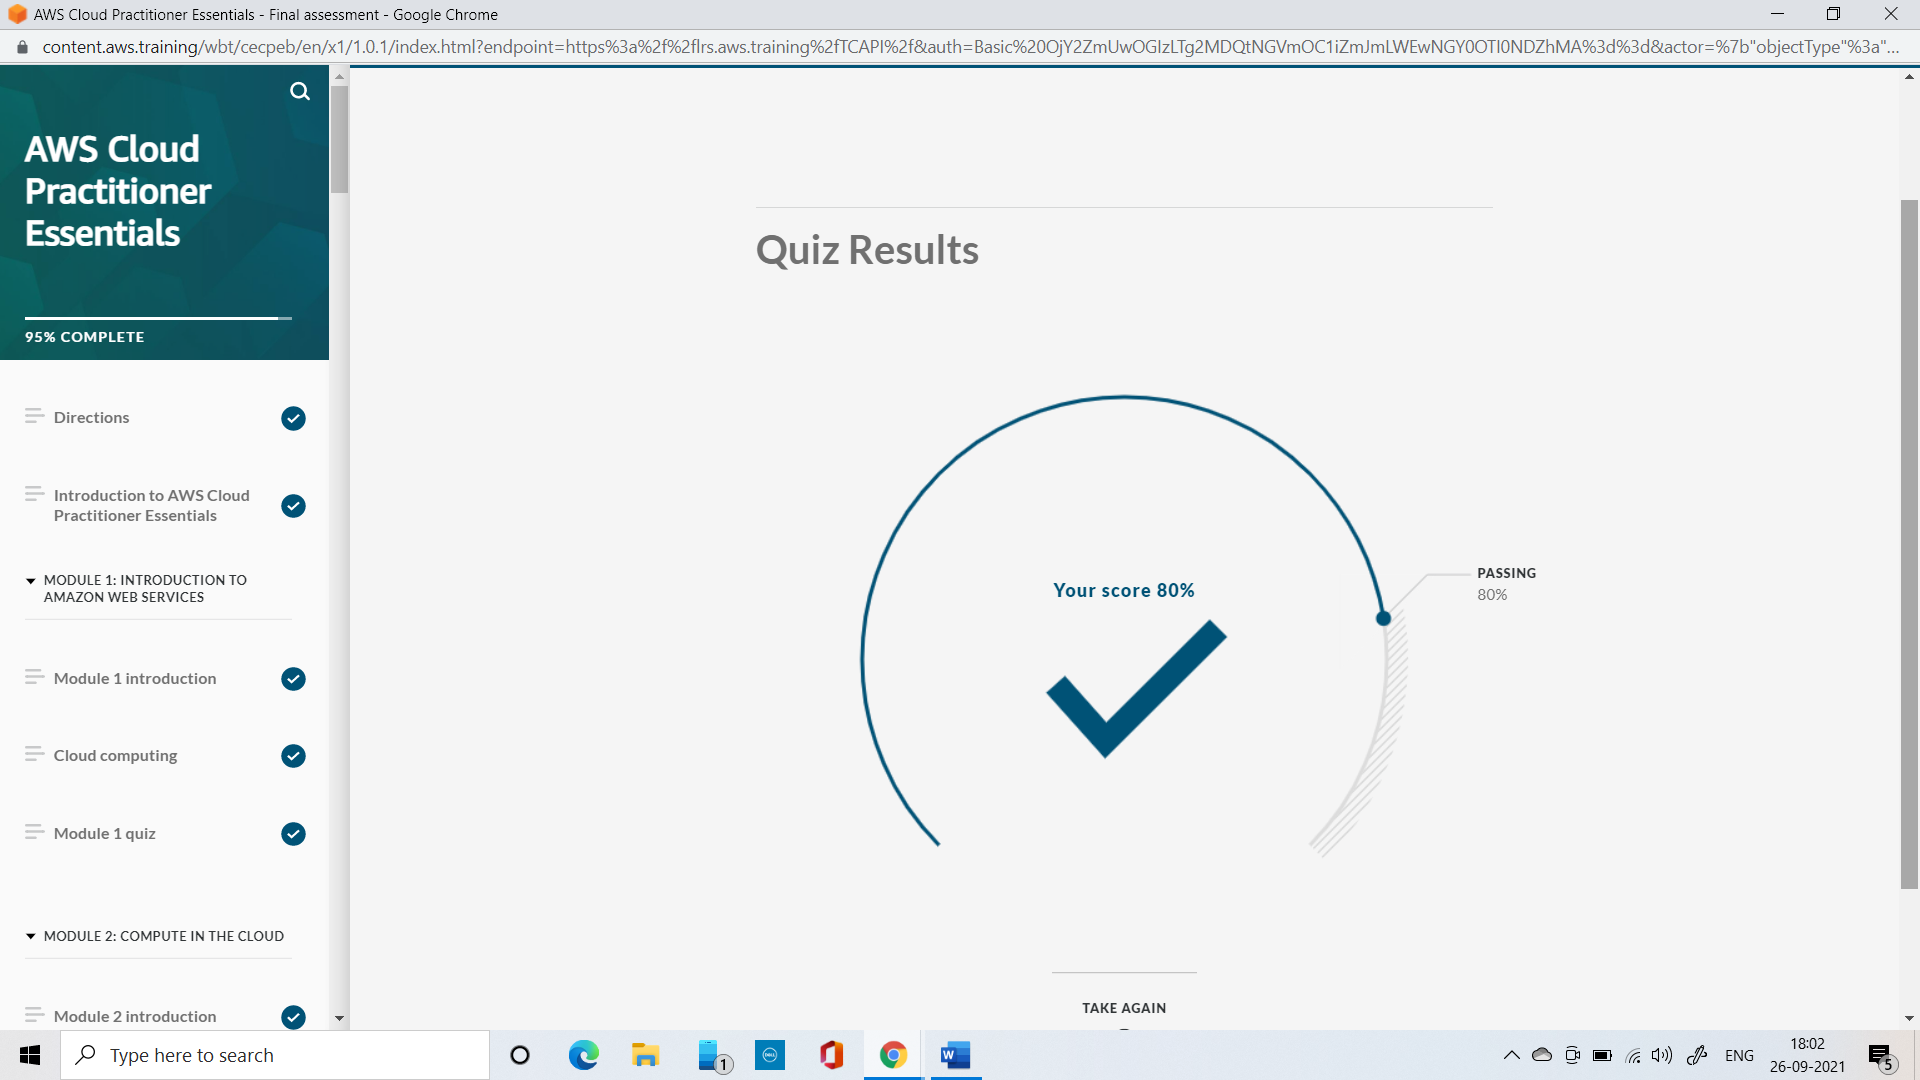 AWS Cloud Practitioner Essentials - Final assessment - Google Chrome
content.aws.training/wbt/cecpeb/en/x1/1.0.1/index.html?endpoint=https%3a%2f%2flrs.aws.training%2fTCAPI%2f&auth=Basic%20OjY2ZmUwOGIzLTg2MDQtNGVmOC1iZmJmLWEwNGY0OTI0NDZhMA%3d%3d&actor=%7b"objectType"%3a"...
AWS Cloud
Practitioner
Essentials
95% COMPLETE
Directions
Introduction to AWS Cloud
Practitioner Essentials
MODULE 1: INTRODUCTION TO
AMAZON WEB SERVICES
Module 1 introduction
Cloud computing
Module 1 quiz
MODULE 2: COMPUTE IN THE CLOUD
Module 2 introduction
Quiz Results
Your score 80%
PASSING
80%
TAKE AGAIN
Type here to search
1
DELL
W
ENG
18:02
26-09-2021
5